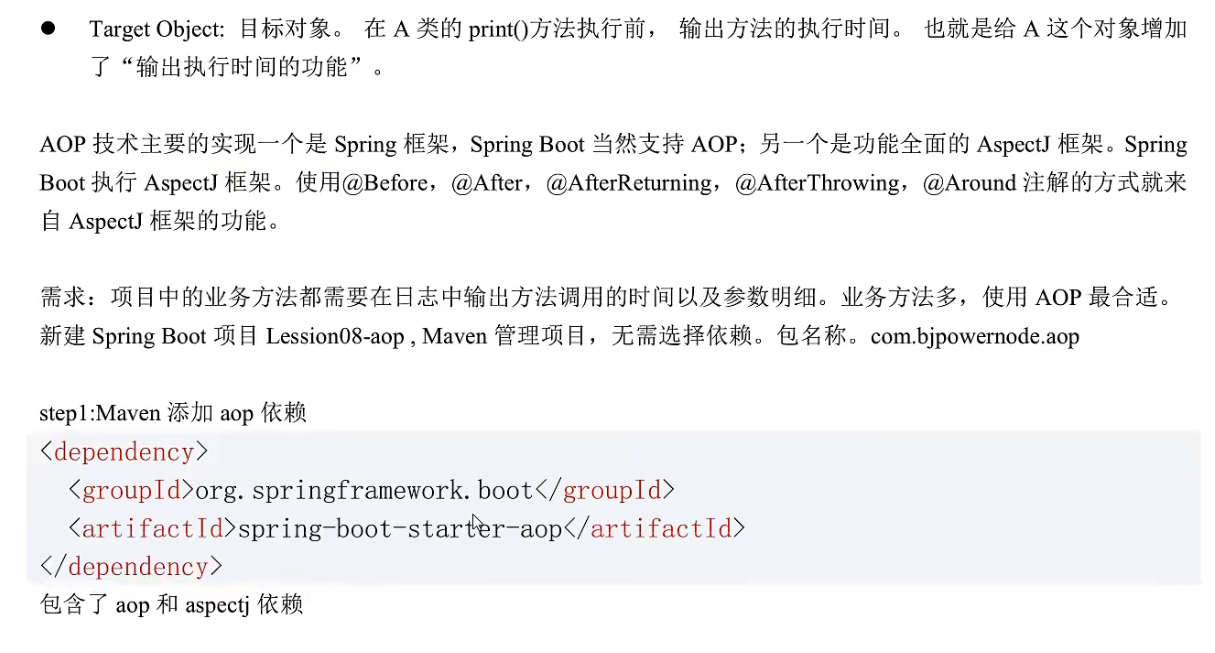 ● Target Object: 目标对象。 在 A 类的 print()方法执行前， 输出方法的执行时间。 也就是给 A 这个对象增加
了“输出执行时间的功能”。
AOP 技术主要的实现一个是 Spring 框架，Spring Boot 当然支持 AOP；另一个是功能全面的 AspectJ 框架。Spring
Boot 执行 AspectJ 框架。使用@Before，@After，@AfterReturning，@AfterThrowing，@Around 注解的方式就来
自 AspectJ 框架的功能。
需求：项目中的业务方法都需要在日志中输出方法调用的时间以及参数明细。业务方法多，使用 AOP 最合适。
新建 Spring Boot 项目 Lession08-aop , Maven 管理项目，无需选择依赖。包名称。com.bjpowernode.aop
step1:Maven 添加 aop 依赖
<dependency>
  <groupId>org.springframework.boot</groupId>
  <artifactId>spring-boot-starter-aop</artifactId>
</dependency>
包含了 aop 和 aspectj 依赖